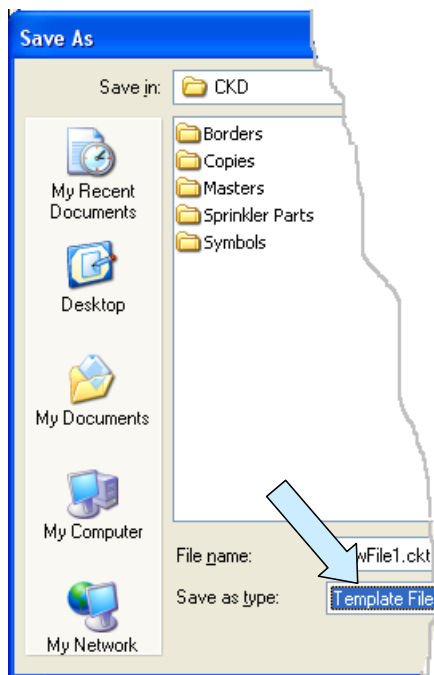 Save As
Save in: CKD
My Recent
Documents
Desktop
My Documents
My Computer
My Network
Borders
Copies
Masters
Sprinkler Parts
Symbols
File name: wFile1.ckt
Save as type: Template File